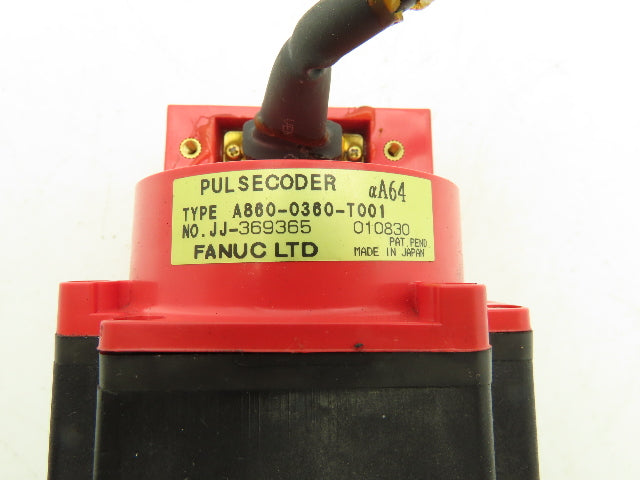 PULSECODER αA64
TYPE A860-0360-T001
NO.JJ-369365 010830
PAT.PEND.
FANUC LTD MADE IN JAPAN